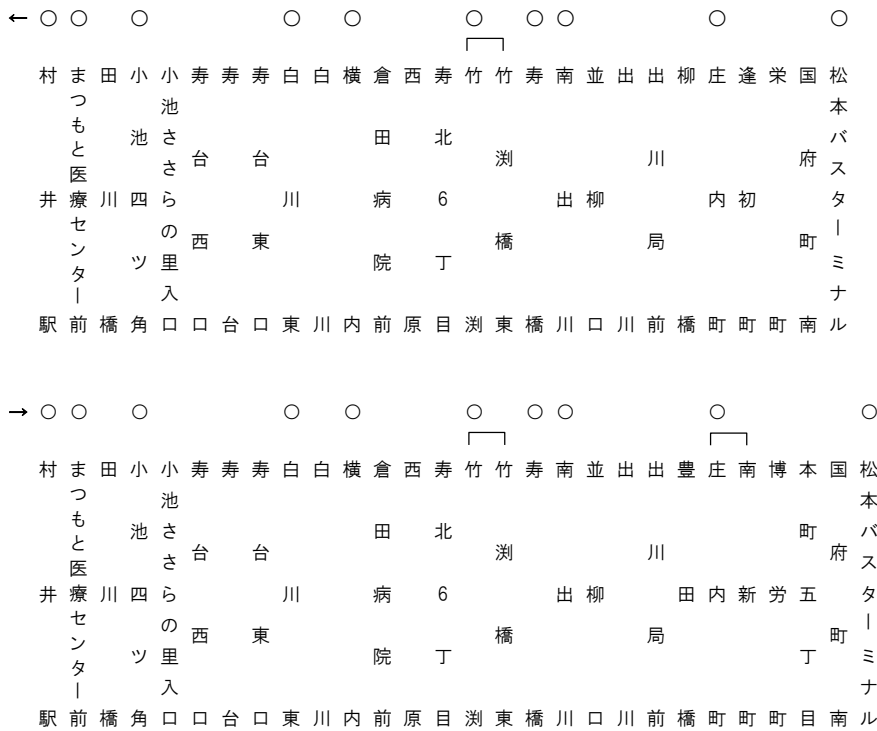 村井駅
まつもと医療センター前
田川橋
小池四ツ角
小池ささらの里入口
寿台西口
寿台
寿台東口
白川東
白川
横内
倉田病院前
西原
寿北6丁目
竹渕
竹渕橋東
寿橋
南出川
並柳口
出川
出川局前
柳橋
庄内町
逢初町
栄町
国府町南
松本バスターミナル
村井駅
まつもと医療センター前
田川橋
小池四ツ角
小池ささらの里入口
寿台西口
寿台
寿台東口
白川東
白川
横内
倉田病院前
西原
寿北6丁目
竹渕
竹渕橋東
寿橋
南出川
並柳口
出川
出川局前
豊田橋
庄内町
南新町
博労町
本町五丁目
国府町南
松本バスターミナル